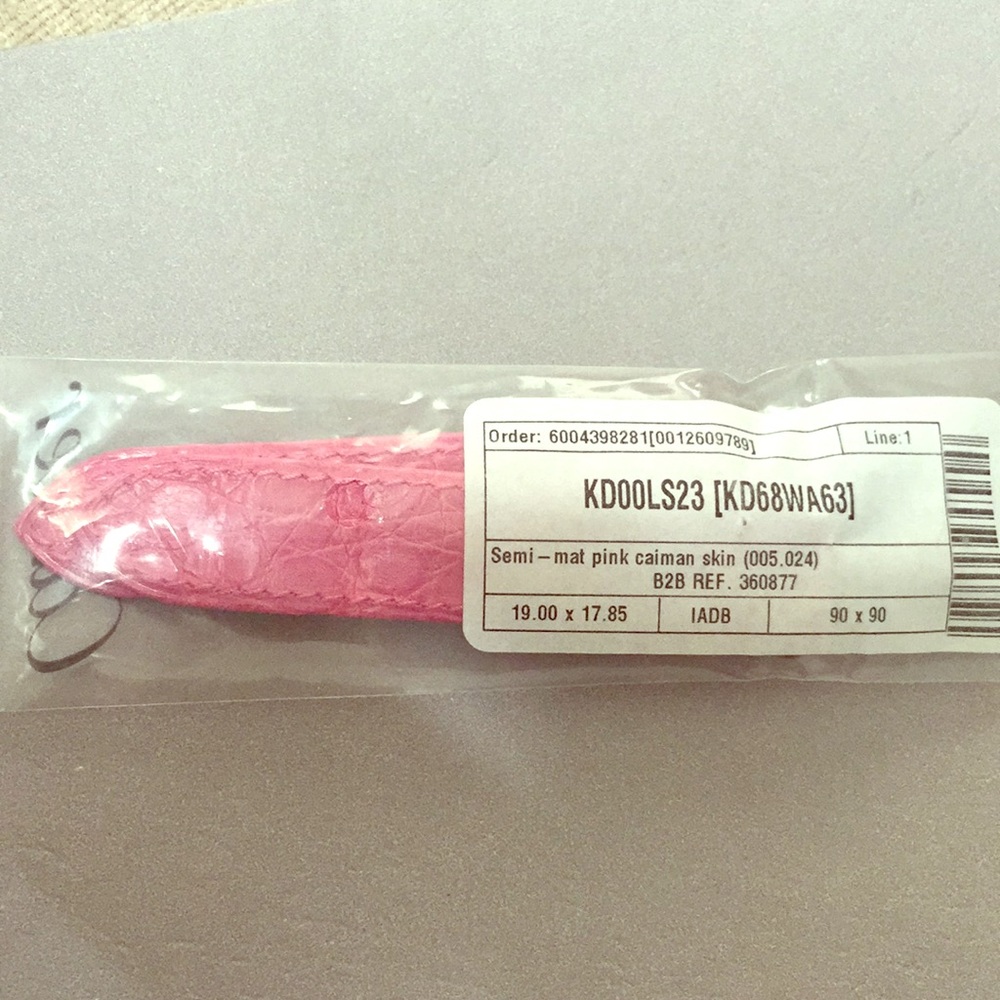 Order: 6004398281[0012609789]
Line:1
KD00LS23 [KD68WA63]
Semi-mat pink caiman skin (005.024)
B2B REF. 360877
19.00 x 17.85
IADB
90 x 90
Cartier